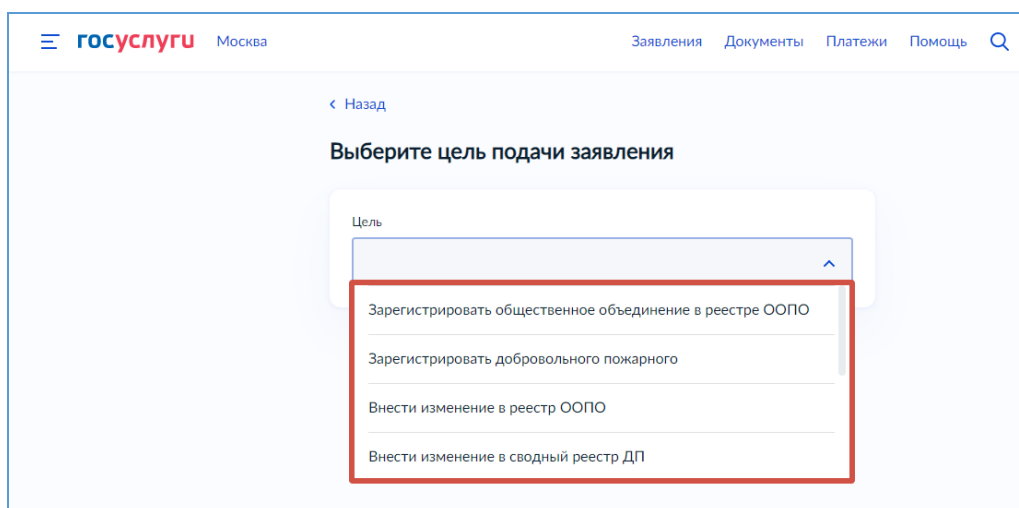 госуслуги Москва Заявления Документы Платежи Помощь
Назад
Выберите цель подачи заявления
Цель
Зарегистрировать общественное объединение в реестре ООПО
Зарегистрировать добровольного пожарного
Внести изменение в реестр ООПО
Внести изменение в сводный реестр ДП